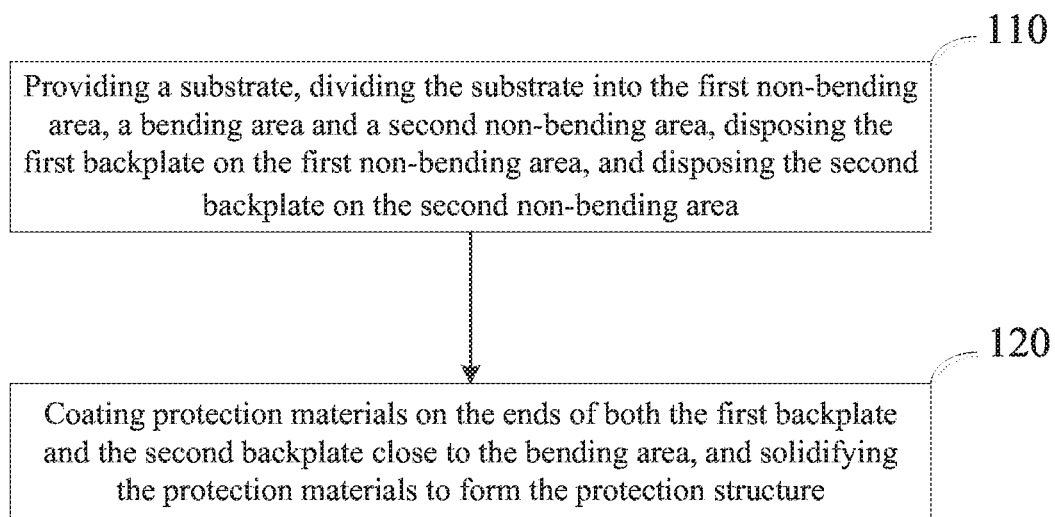 110
Providing a substrate, dividing the substrate into the first non-bending
area, a bending area and a second non-bending area, disposing the
first backplate on the first non-bending area, and disposing the second
backplate on the second non-bending area
120
Coating protection materials on the ends of both the first backplate
and the second backplate close to the bending area, and solidifying
the protection materials to form the protection structure